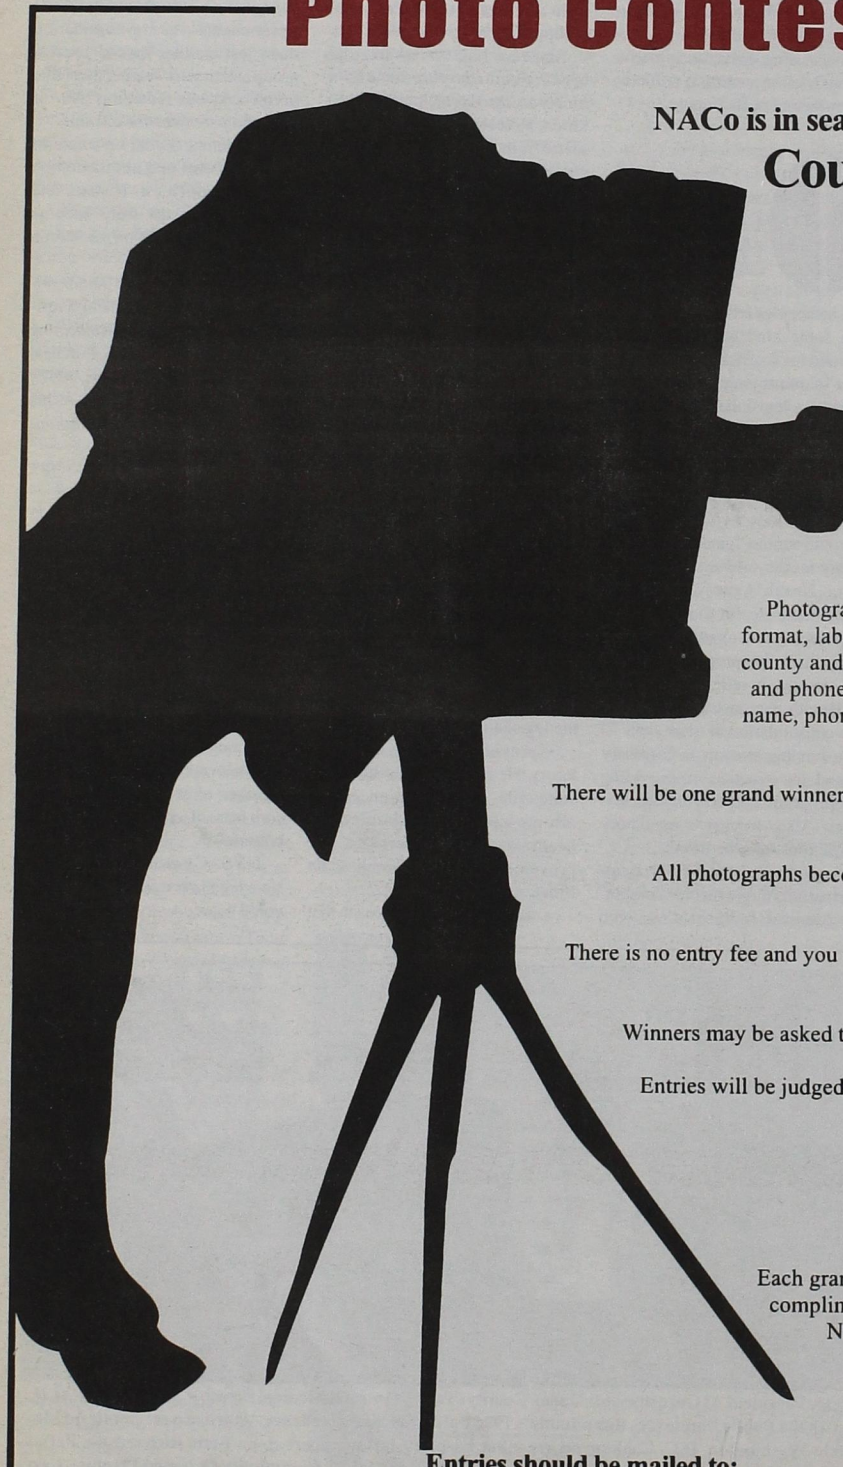 Photo Contes
NACo is in sea
Cou
Photogra
format, lab
county and
and phone
name, phor
There will be one grand winner
All photographs bec
There is no entry fee and you
Winners may be asked t
Entries will be judged
Each gran
complin
N
Entries should be mailed to: